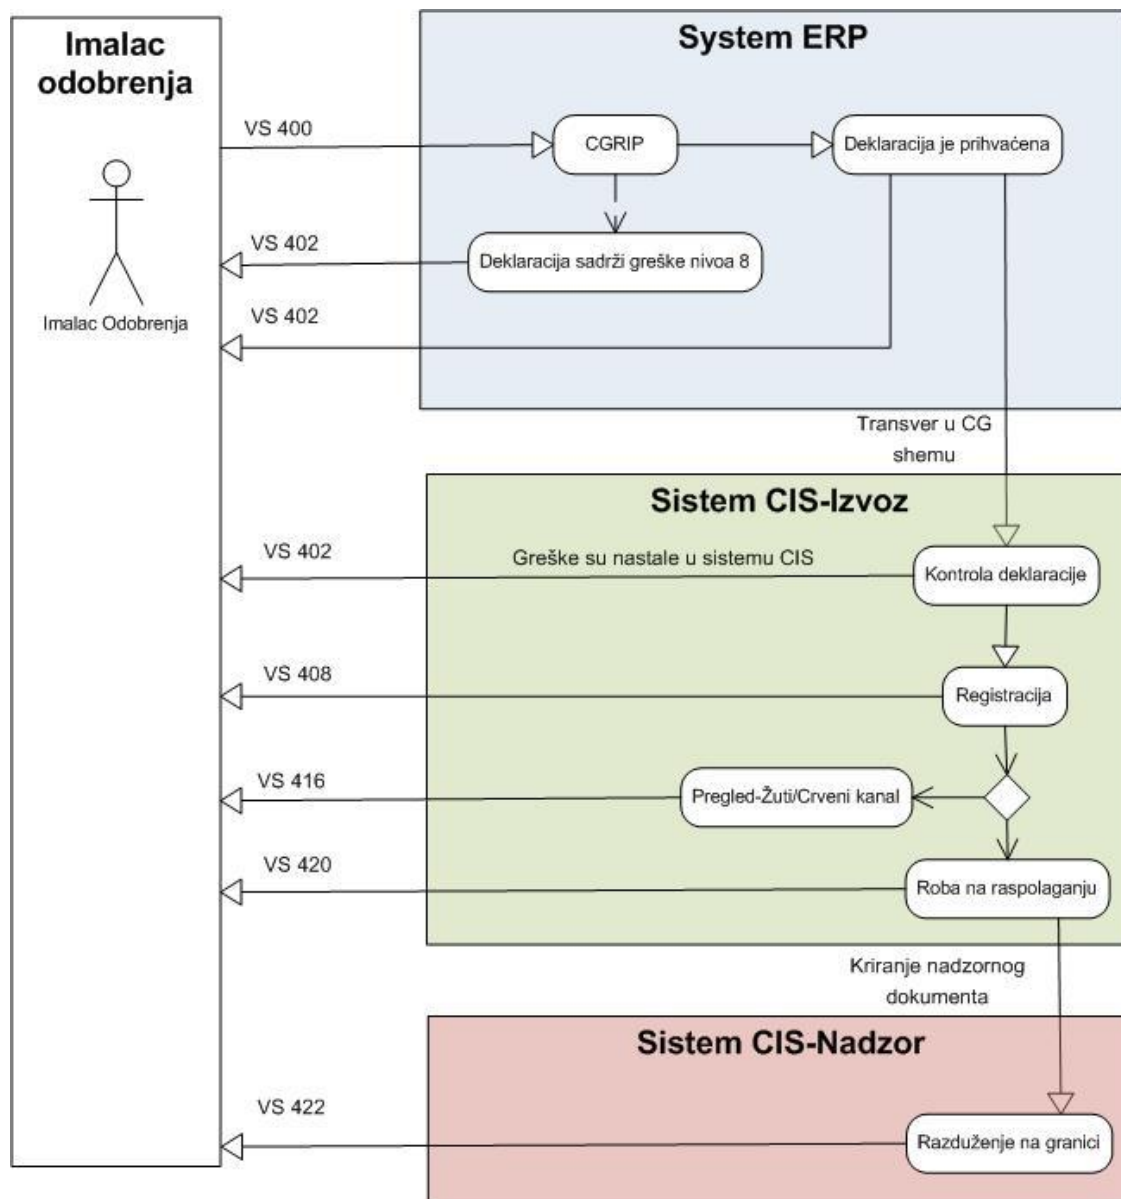 Imalac
odobrenja
Imalac Odobrenja
System ERP
VS 400
CGRIP
Deklaracija je prihvaćena
VS 402
Deklaracija sadrži greške nivoa 8
VS 402
Transver u CG
shemu
Sistem CIS-Izvoz
VS 402
Greške su nastale u sistemu CIS
Kontrola deklaracije
VS 408
Registracija
VS 416
Pregled-Žuti/Crveni kanal
VS 420
Roba na raspolaganju
Kriranje nadzornog
dokumenta
Sistem CIS-Nadzor
VS 422
Razduženje na granici